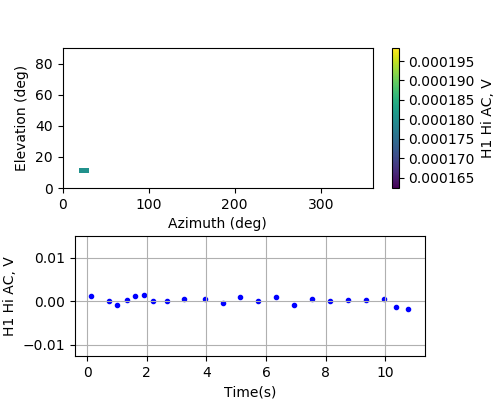 80
60
40
20
0
Elevation (deg)
0 100 200 300
Azimuth (deg)
0.000195
0.000190
0.000185
0.000180
0.000175
0.000170
0.000165
H1 Hi AC, V
0.01
0.00
−0.01
H1 Hi AC, V
0 2 4 6 8 10
Time(s)